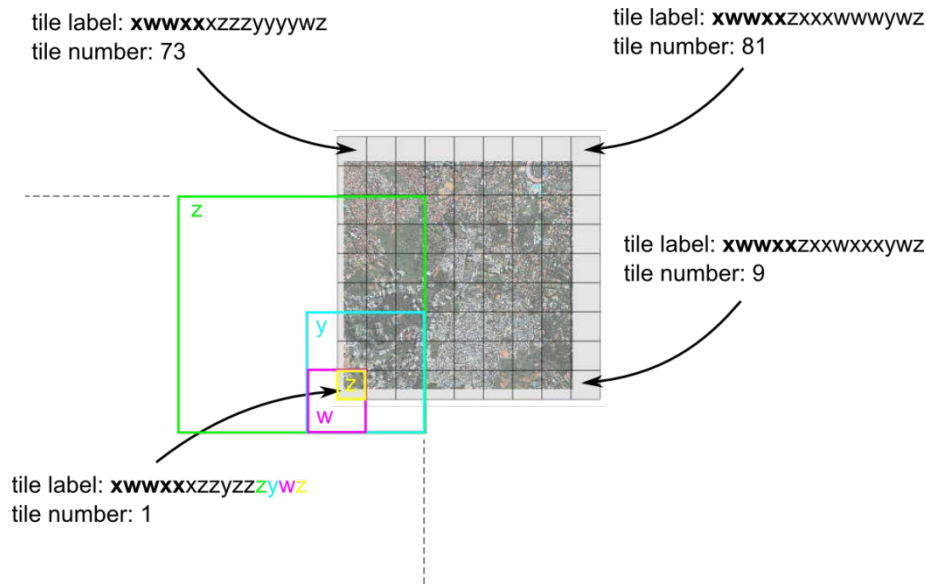 tile label: xwwxxxzzzyyyywz
tile number: 73
tile label: xwwxxzxxxwwwywz
tile number: 81
z
tile label: xwwxxzxxwxxxywz
tile number: 9
y
z
w
tile label: xwwxxxzzyzzzywz
tile number: 1